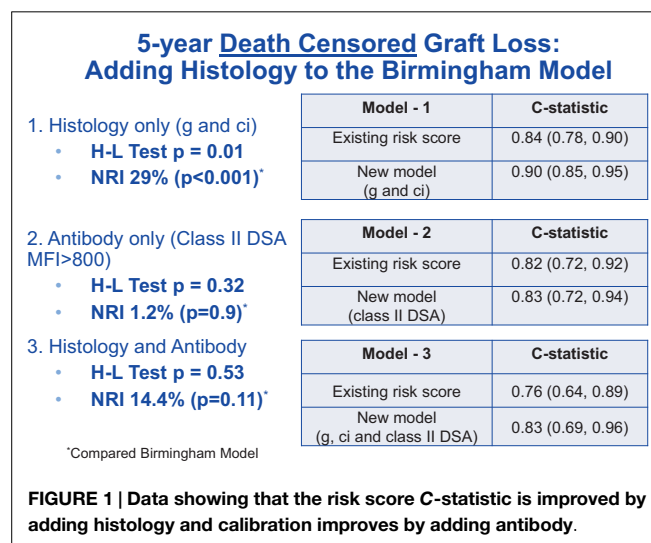 5-year Death Censored Graft Loss:
Adding Histology to the Birmingham Model
1. Histology only (g and ci)
• H-L Test p = 0.01
• NRI 29% (p<0.001)*
Model - 1 C-statistic
Existing risk score 0.84 (0.78, 0.90)
New model
(g and ci) 0.90 (0.85, 0.95)
2. Antibody only (Class II DSA
MFI>800)
• H-L Test p = 0.32
• NRI 1.2% (p=0.9)*
Model - 2 C-statistic
Existing risk score 0.82 (0.72, 0.92)
New model
(class II DSA) 0.83 (0.72, 0.94)
3. Histology and Antibody
• H-L Test p = 0.53
• NRI 14.4% (p=0.11)*
Model - 3 C-statistic
Existing risk score 0.76 (0.64, 0.89)
New model
(g, ci and class II DSA) 0.83 (0.69, 0.96)
*Compared Birmingham Model
FIGURE 1 | Data showing that the risk score C-statistic is improved by
adding histology and calibration improves by adding antibody.